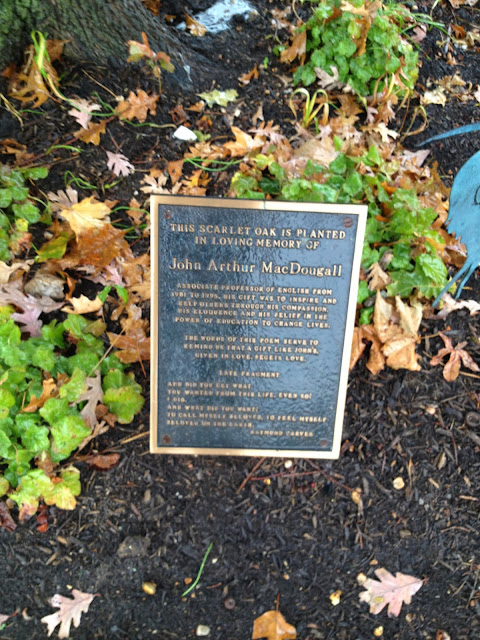 THIS SCARLET OAK IS PLANTED
IN LOVING MEMORY OF
John Arthur MacDougall
ASSOCIATE PROFESSOR OF ENGLISH FROM
1981 TO 1996, HIS GIFT WAS TO INSPIRE AND
HELP OTHERS THROUGH HIS COMPASSION,
HIS ELOQUENCE AND HIS BELIEF IN THE
POWER OF EDUCATION TO CHANGE LIVES.
THE WORDS OF THIS POEM SERVE TO
REMIND US THAT A GIFT LIKE JOHN'S,
GIVEN IN LOVE, BEGETS LOVE.
LATE FRAGMENT
AND DID YOU GET WHAT
YOU WANTED FROM THIS LIFE, EVEN SO?
I DID.
AND WHAT DID YOU WANT?
TO CALL MYSELF BELOVED, TO FEEL MYSELF
BELOVED ON THE EARTH.
RAYMOND CARVER